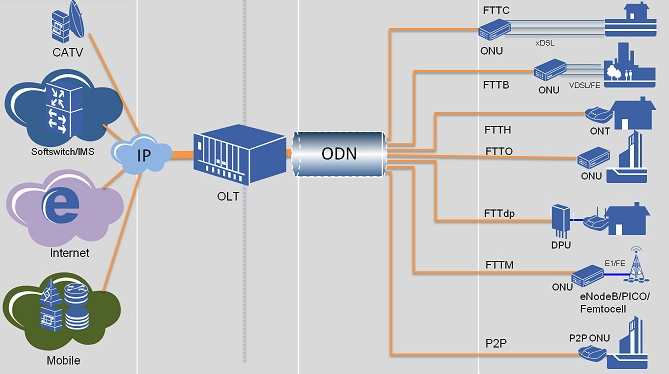 CATV
Softswitch/IMS
e
Internet
Mobile
IP
OLT
ODN
FTTC
ONU
xDSL
FTTB
ONU
VDSL/FE
FTTH
ONT
FTTO
ONU
FTTdp
DPU
FTTM
ONU
E1/FE
eNodeB/PICO/
Femtocell
P2P
P2P ONU